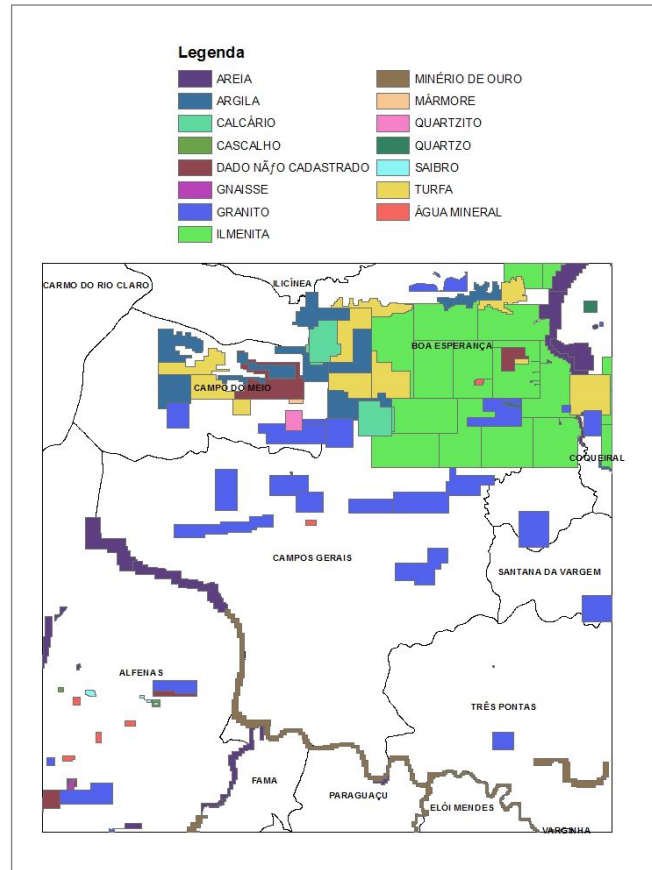 Legenda
AREIA
ARGILA
CALCÁRIO
CASCALHO
DADO NÃƒO CADASTRADO
GNAISSE
GRANITO
ILMENITA
MINÉRIO DE OURO
MÁRMORE
QUARTZITO
QUARTZO
SAIBRO
TURFA
ÁGUA MINERAL
CARMO DO RIO CLARO
ILICÍNEA
BOA ESPERANÇA
CAMPO DO MEIO
COQUEIRAL
CAMPOS GERAIS
SANTANA DA VARGEM
ALFENAS
TRÊS PONTAS
FAMA
PARAGUAÇU
ELÓI MENDES
VARGINHA